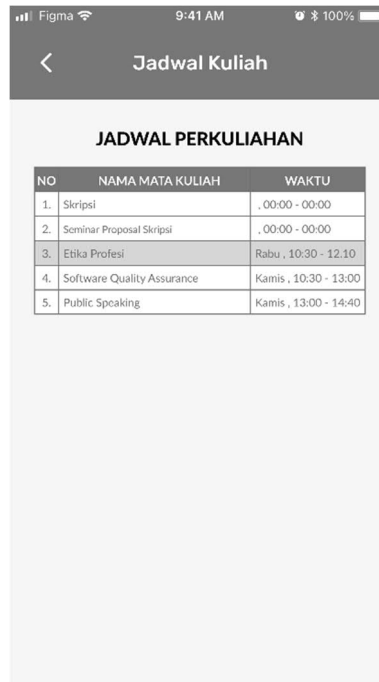 Figma 9:41 AM 100%
Jadwal Kuliah
JADWAL PERKULIAHAN
NO NAMA MATA KULIAH WAKTU
1. Skripsi , 00:00 - 00:00
2. Seminar Proposal Skripsi , 00:00 - 00:00
3. Etika Profesi Rabu , 10:30 - 12.10
4. Software Quality Assurance Kamis , 10:30 - 13:00
5. Public Speaking Kamis , 13:00 - 14:40